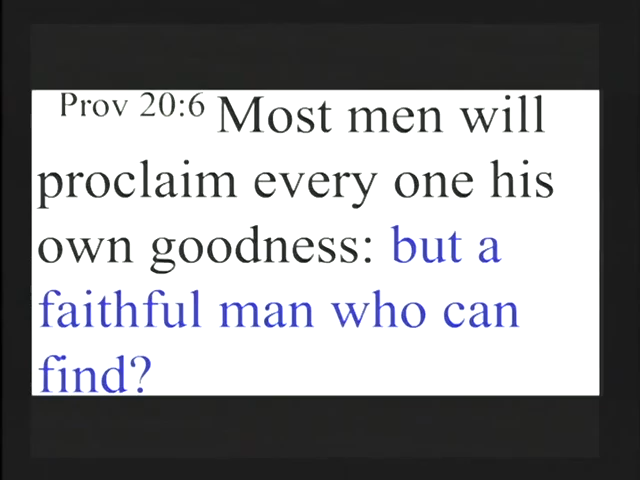 Prov 20:6 Most men will
proclaim every one his
own goodness: but a
faithful man who can
find?